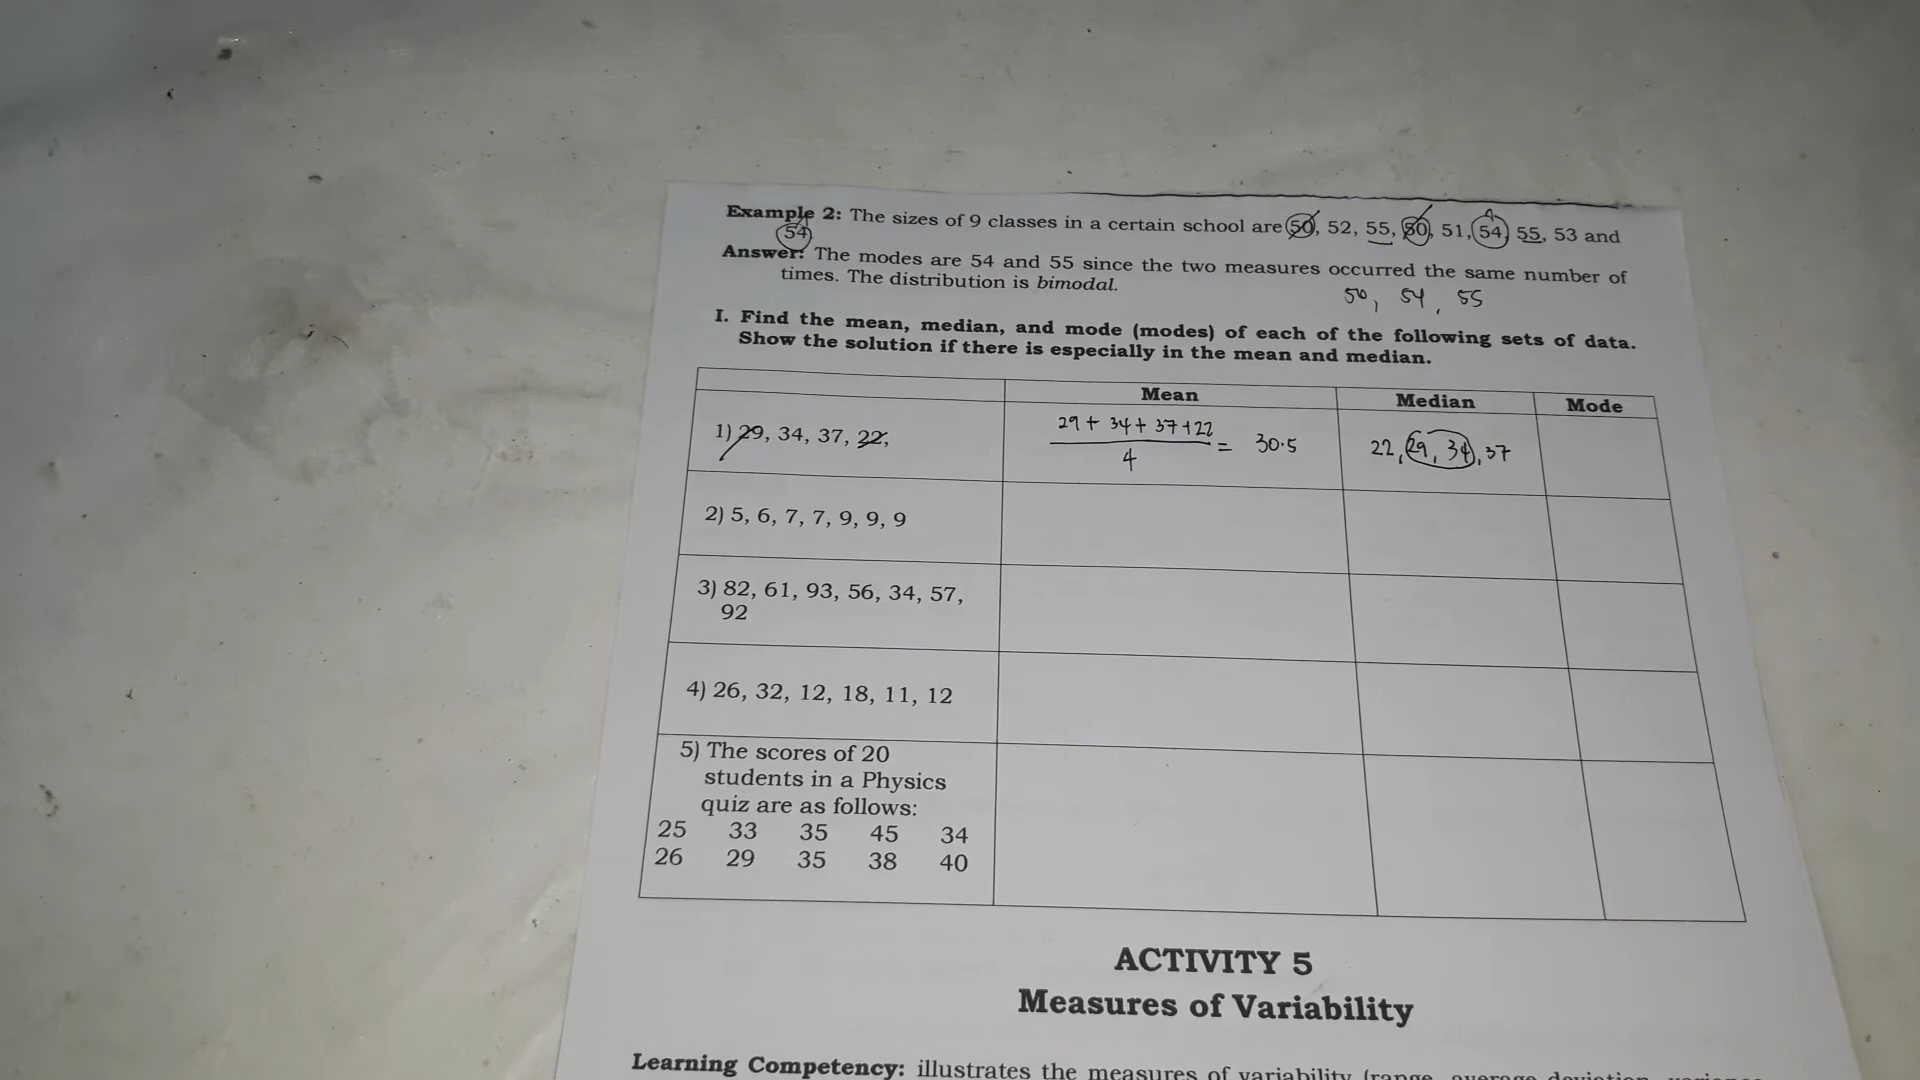 Example 2: The sizes of 9 classes in a certain school are 50, 52, 55, 50, 51, 54, 55, 53 and
54
Answer: The modes are 54 and 55 since the two measures occurred the same number of
times. The distribution is bimodal.
50, 54, 55
I. Find the mean, median, and mode (modes) of each of the following sets of data.
Show the solution if there is especially in the mean and median.
Mean Median Mode
1) 29, 34, 37, 22,
29 + 34 + 37 + 22
4
= 30.5
22, 29, 34, 37
2) 5, 6, 7, 7, 9, 9, 9
3) 82, 61, 93, 56, 34, 57,
92
4) 26, 32, 12, 18, 11, 12
5) The scores of 20
students in a Physics
quiz are as follows:
25 33 35 45 34
26 29 35 38 40
ACTIVITY 5
Measures of Variability
Learning Competency: illustrates the measures of variability (range, average deviation, variance